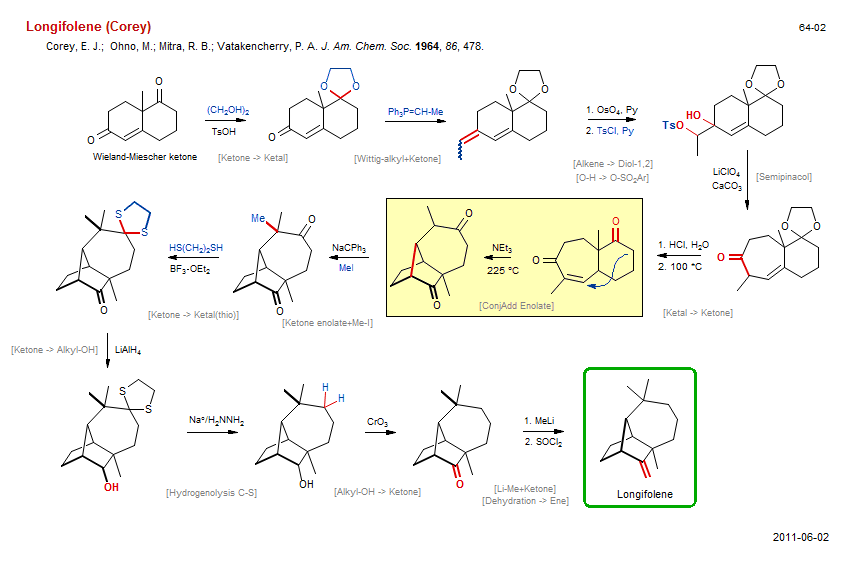 Longifolene (Corey)
64-02
Corey, E. J.; Ohno, M.; Mitra, R. B.; Vatakencherry, P. A. J. Am. Chem. Soc. 1964, 86, 478.
O
O
Wieland-Miescher ketone
(CH₂OH)₂
TsOH
[Ketone -> Ketal]
O O
O
Ph₃P=CH-Me
[Wittig-alkyl+Ketone]
O O
1. OsO₄, Py
2. TsCl, Py
[Alkene -> Diol-1,2]
[O-H -> O-SO₂Ar]
O O
HO
TsO
LiClO₄
CaCO₃
[Semipinacol]
O O
O
1. HCl, H₂O
2. 100 °C
[Ketal -> Ketone]
O
O
NEt₃
225 °C
[ConjAdd Enolate]
O
O
NaCPh₃
MeI
[Ketone enolate+Me-I]
Me
O
O
HS(CH₂)₂SH
BF₃·OEt₂
[Ketone -> Ketal(thio)]
S
S
O
[Ketone -> Alkyl-OH]
LiAlH₄
S
S
OH
Na°/H₂NNH₂
[Hydrogenolysis C-S]
H
H
OH
CrO₃
[Alkyl-OH -> Ketone]
O
1. MeLi
2. SOCl₂
[Li-Me+Ketone]
[Dehydration -> Ene]
Longifolene
2011-06-02